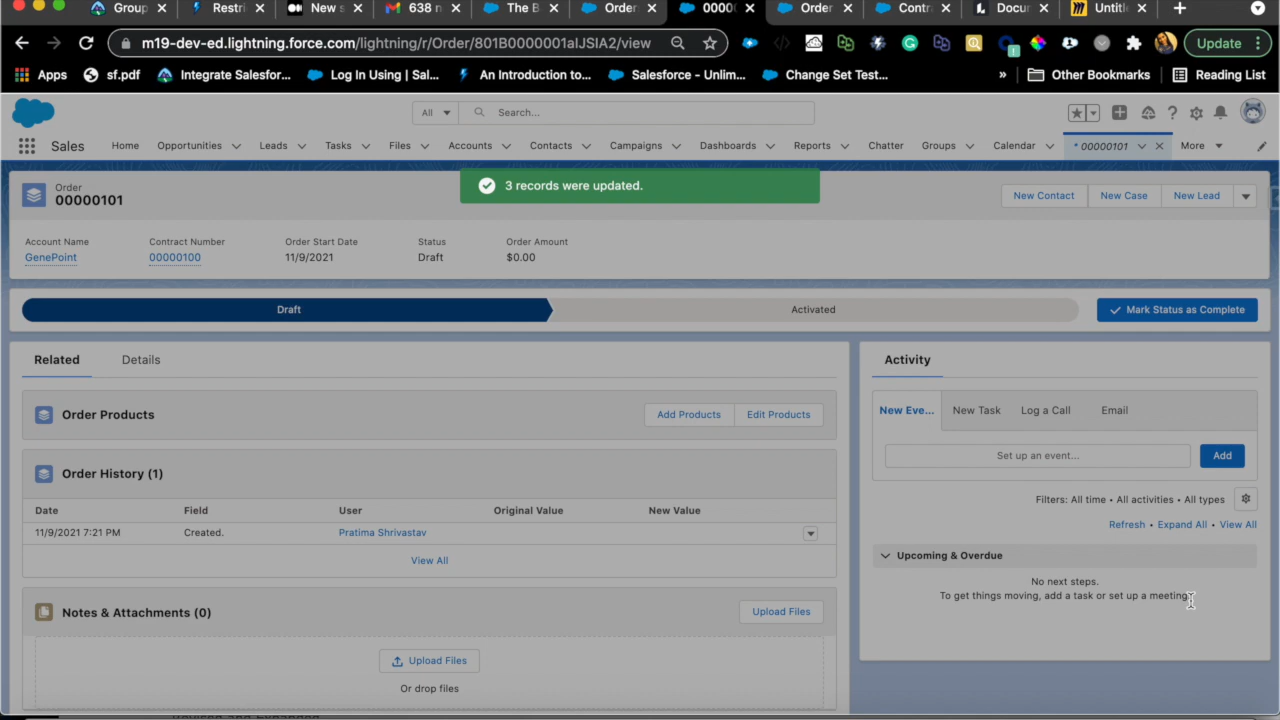 Group
Restri
New s
638 n
The B
Order
0000
Order
Contra
Docum
Untitle
m19-dev-ed.lightning.force.com/lightning/r/Order/801B0000001aIJSIA2/view
1
Update
Apps
sf.pdf
Integrate Salesfor...
Log In Using | Sal...
An Introduction to...
Salesforce - Unlim...
Change Set Test...
»
Other Bookmarks
Reading List
All
Search...
Sales
Home
Opportunities
Leads
Tasks
Files
Accounts
Contacts
Campaigns
Dashboards
Reports
Chatter
Groups
Calendar
* 00000101
More
3 records were updated.
Order
00000101
New Contact
New Case
New Lead
Account Name
Contract Number
Order Start Date
Status
Order Amount
GenePoint
00000100
11/9/2021
Draft
$0.00
Draft
Activated
Mark Status as Complete
Related
Details
Activity
Order Products
Add Products
Edit Products
New Eve...
New Task
Log a Call
Email
Set up an event...
Add
Order History (1)
Filters: All time • All activities • All types
Refresh • Expand All • View All
Date
Field
User
Original Value
New Value
11/9/2021 7:21 PM
Created.
Pratima Shrivastav
View All
Upcoming & Overdue
No next steps.
To get things moving, add a task or set up a meeting.
Notes & Attachments (0)
Upload Files
Upload Files
Or drop files